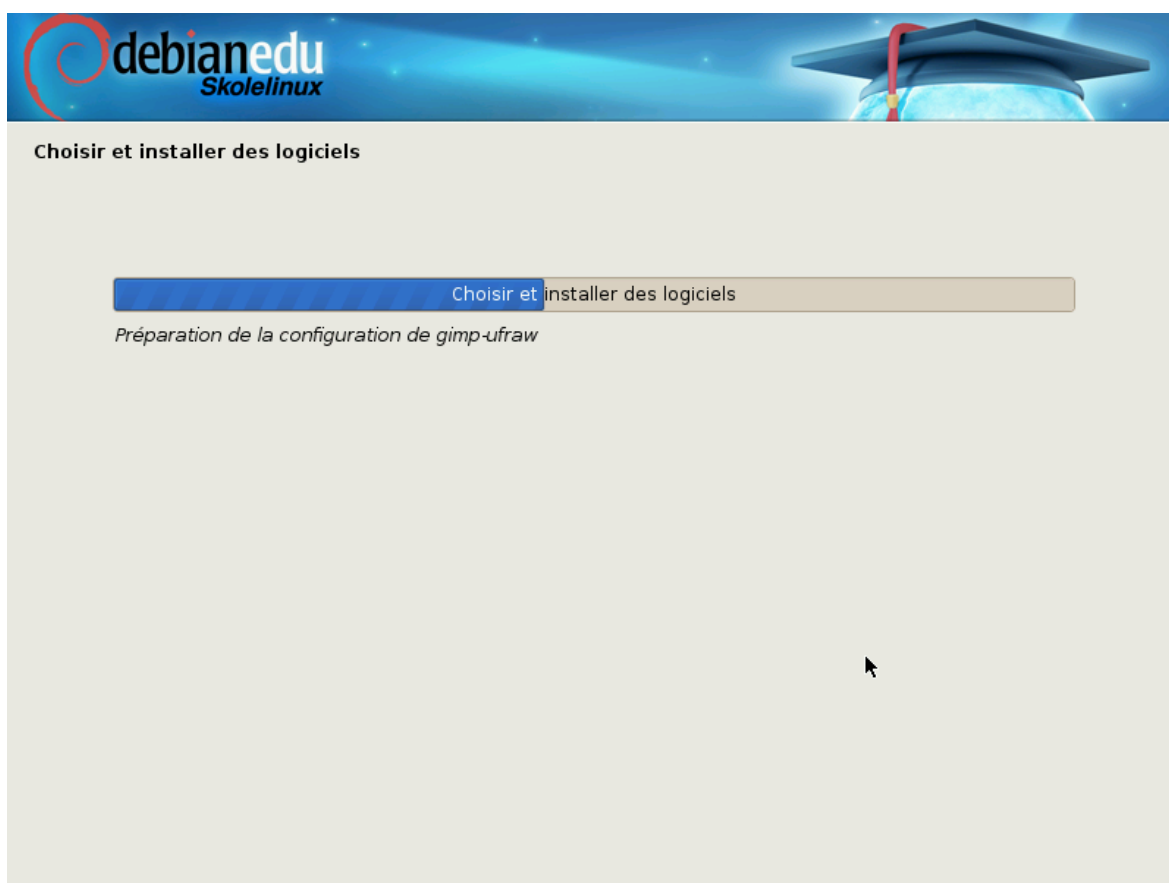 debianedu
Skolelinux
Choisir et installer des logiciels
Choisir et installer des logiciels
Préparation de la configuration de gimp-ufraw